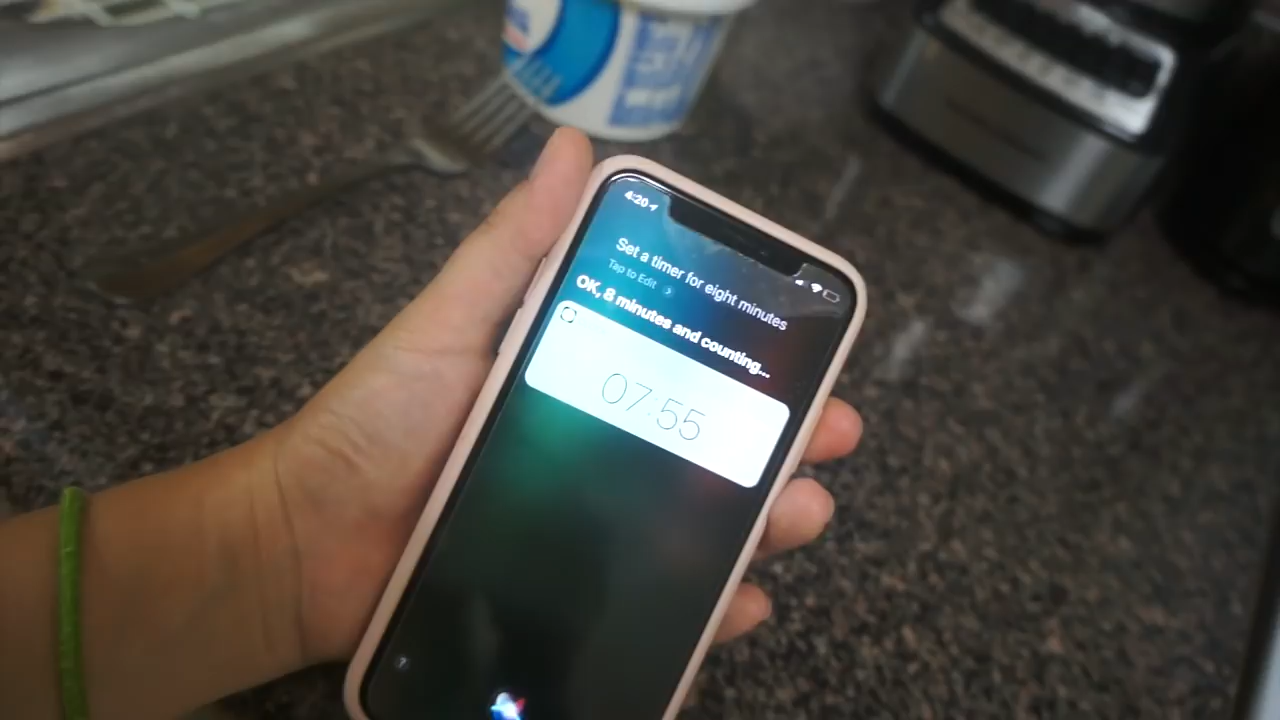 4:20
Set a timer for eight minutes
Tap to Edit
OK, 8 minutes and counting...
07:55
?